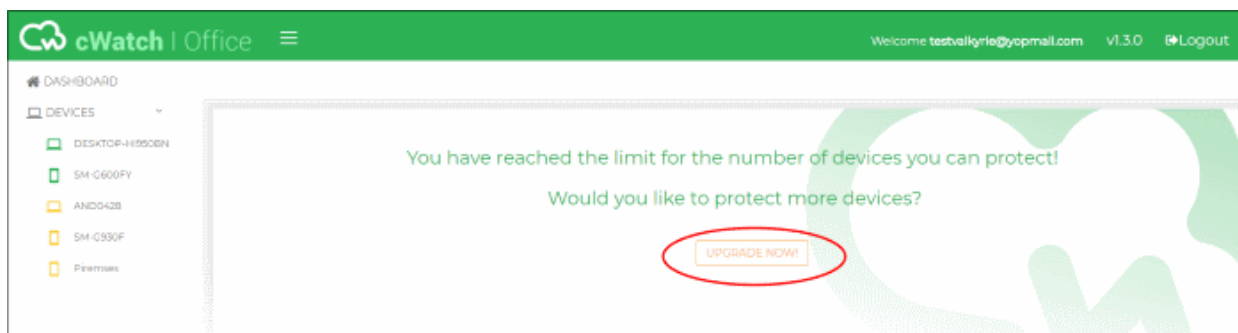 cWatch | Office
Welcome testvalkyrie@yopmail.com v1.3.0 Logout
DASHBOARD
DEVICES
DESKTOP-HI950BN
SM-G600FY
AND0428
SM-G930F
You have reached the limit for the number of devices you can protect!
Would you like to protect more devices?
UPGRADE NOW!